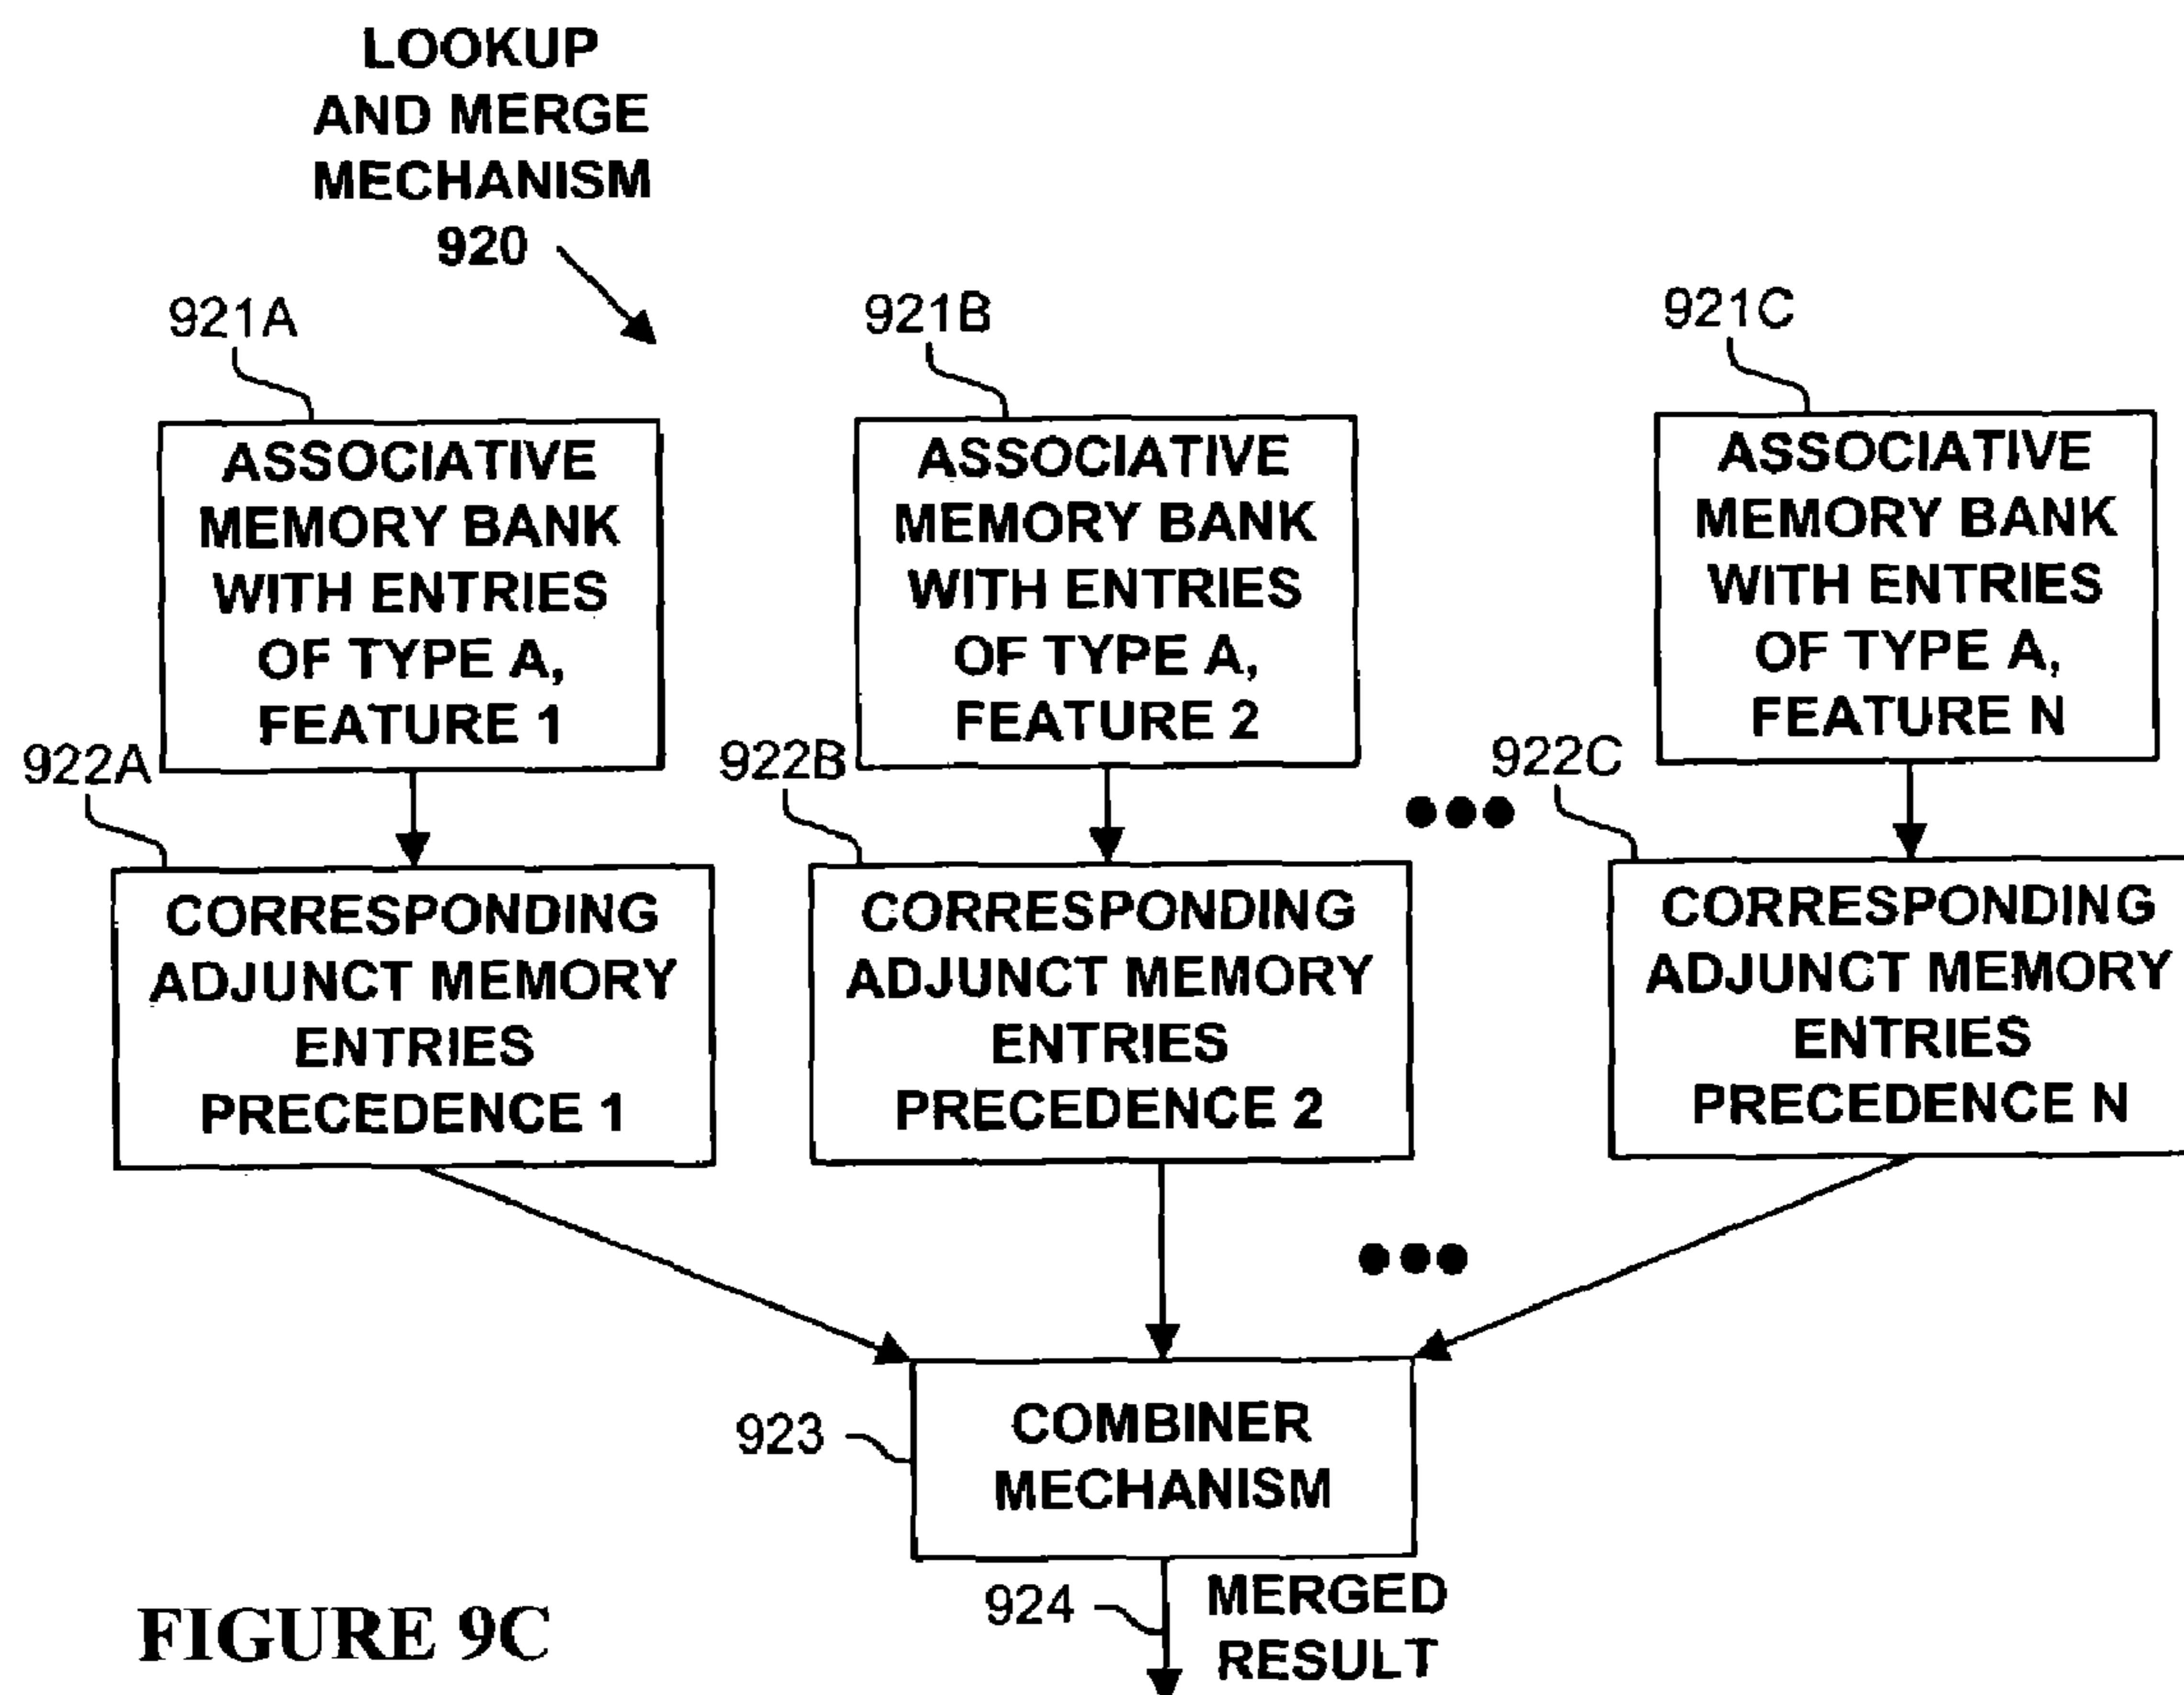 LOOKUP
AND MERGE
MECHANISM
920
921A
921B
921C
ASSOCIATIVE
MEMORY BANK
WITH ENTRIES
OF TYPE A,
FEATURE 1
ASSOCIATIVE
MEMORY BANK
WITH ENTRIES
OF TYPE A,
FEATURE 2
ASSOCIATIVE
MEMORY BANK
WITH ENTRIES
OF TYPE A,
FEATURE N
922A
922B
922C
CORRESPONDING
ADJUNCT MEMORY
ENTRIES
PRECEDENCE 1
CORRESPONDING
ADJUNCT MEMORY
ENTRIES
PRECEDENCE 2
CORRESPONDING
ADJUNCT MEMORY
ENTRIES
PRECEDENCE N
923
COMBINER
MECHANISM
924
MERGED
RESULT
FIGURE 9C